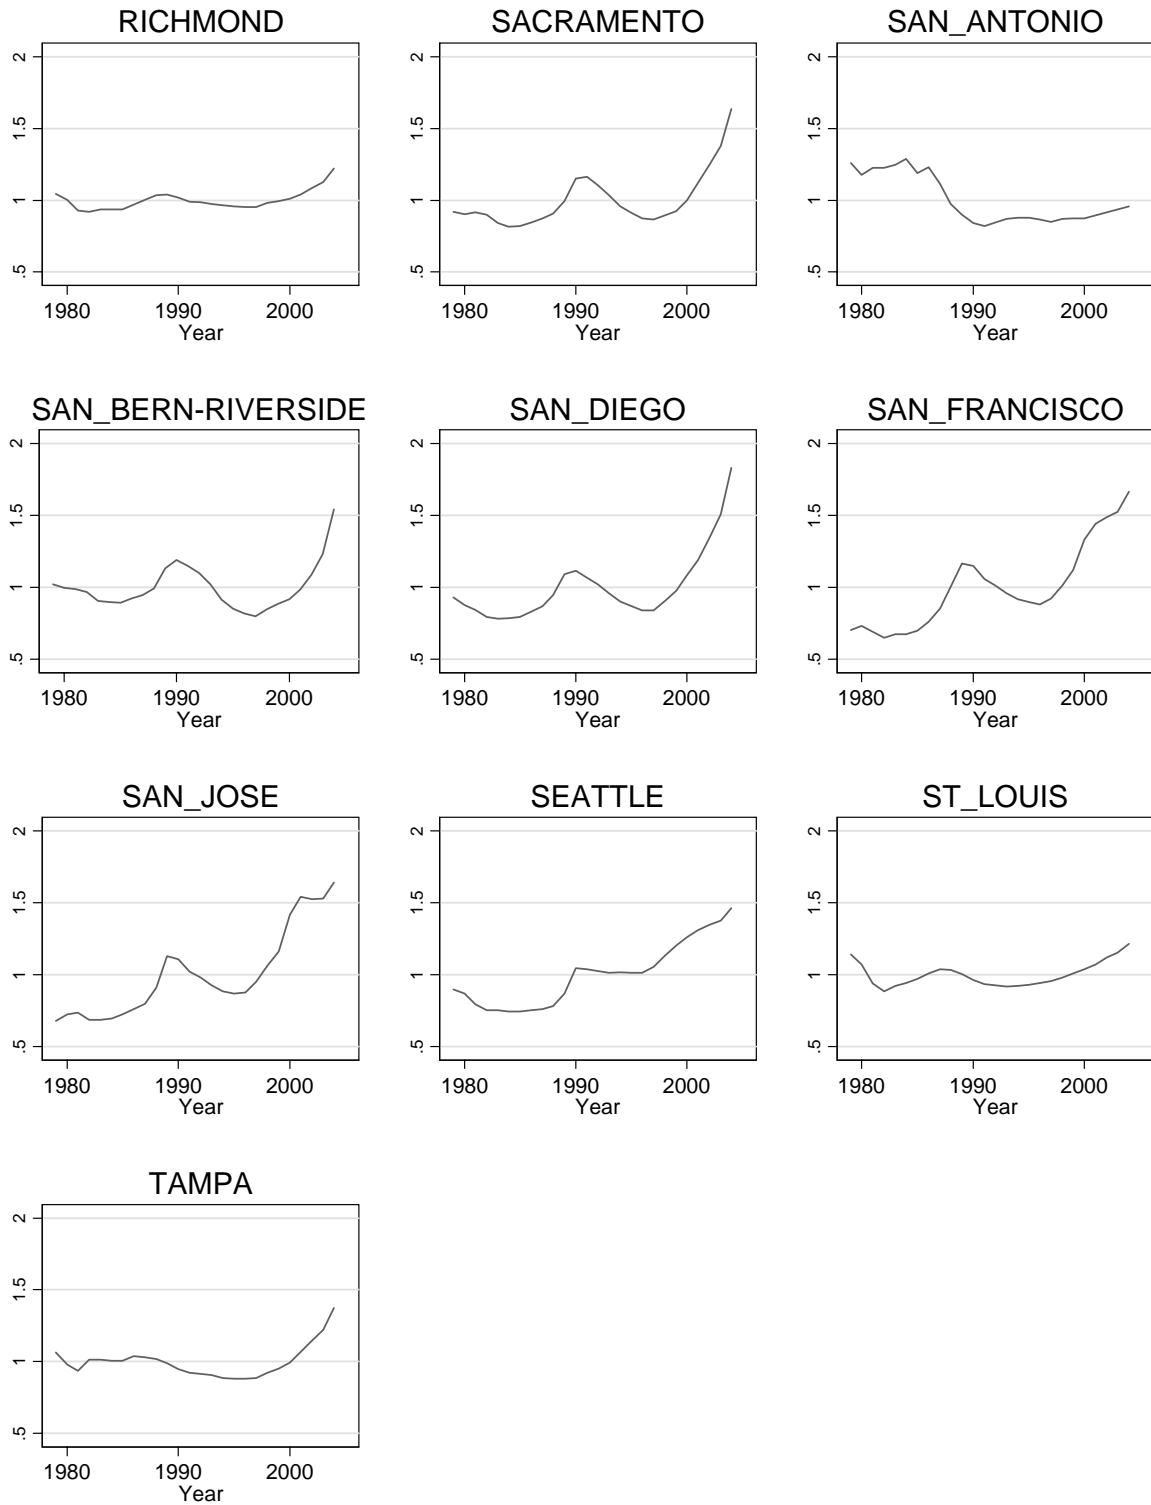 RICHMOND
2
1.5
1
.5
1980 1990 2000
Year
SACRAMENTO
2
1.5
1
.5
1980 1990 2000
Year
SAN_ANTONIO
2
1.5
1
.5
1980 1990 2000
Year
SAN_BERN-RIVERSIDE
2
1.5
1
.5
1980 1990 2000
Year
SAN_DIEGO
2
1.5
1
.5
1980 1990 2000
Year
SAN_FRANCISCO
2
1.5
1
.5
1980 1990 2000
Year
SAN_JOSE
2
1.5
1
.5
1980 1990 2000
Year
SEATTLE
2
1.5
1
.5
1980 1990 2000
Year
ST_LOUIS
2
1.5
1
.5
1980 1990 2000
Year
TAMPA
2
1.5
1
.5
1980 1990 2000
Year